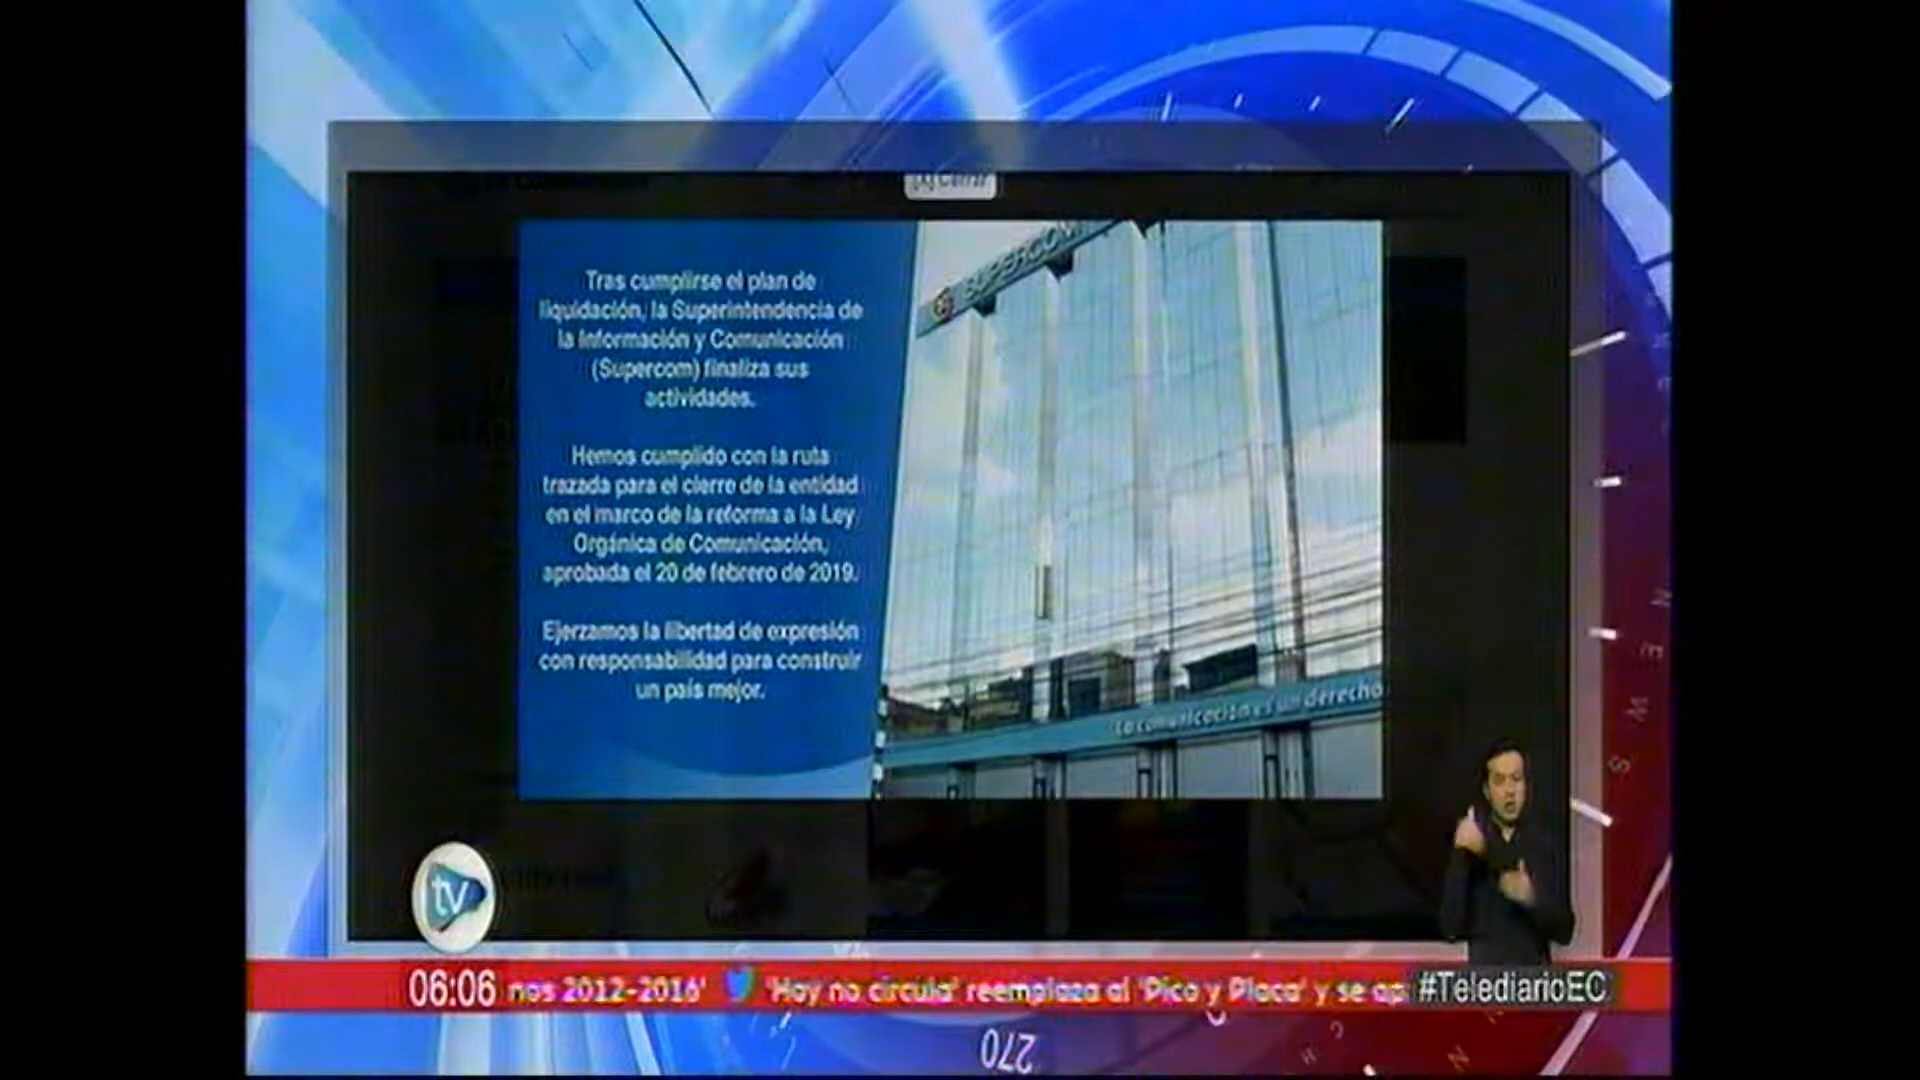 [X] Cerrar
Tras cumplirse el plan de
liquidación, la Superintendencia de
la Información y Comunicación
(Supercom) finaliza sus
actividades.
Hemos cumplido con la ruta
trazada para el cierre de la entidad
en el marco de la reforma a la Ley
Orgánica de Comunicación,
aprobada el 20 de febrero de 2019.
Ejerzamos la libertad de expresión
con responsabilidad para construir
un país mejor.
SUPERCOM
La comunicación es un derecho
tv
06:06 nos 2012-2016' 'Hoy no circula' reemplaza al 'Pico y Placa' y se ap #TelediarioEC
270